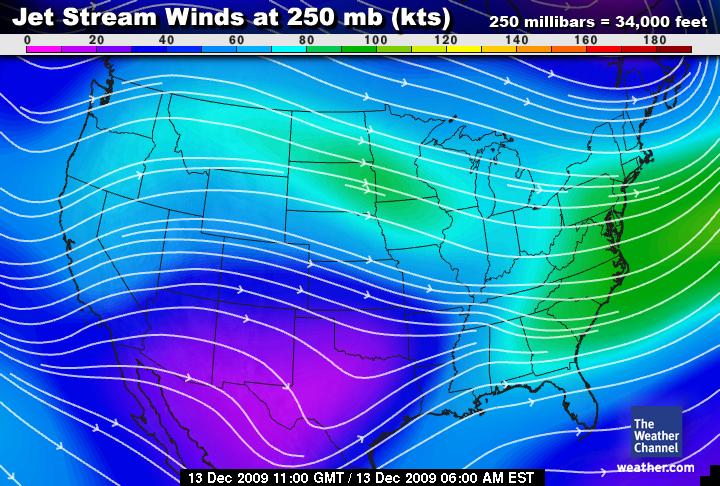 Jet Stream Winds at 250 mb (kts)
250 millibars = 34,000 feet
0 20 40 60 80 100 120 140 160 180
The
Weather
Channel
weather.com
13 Dec 2009 11:00 GMT / 13 Dec 2009 06:00 AM EST